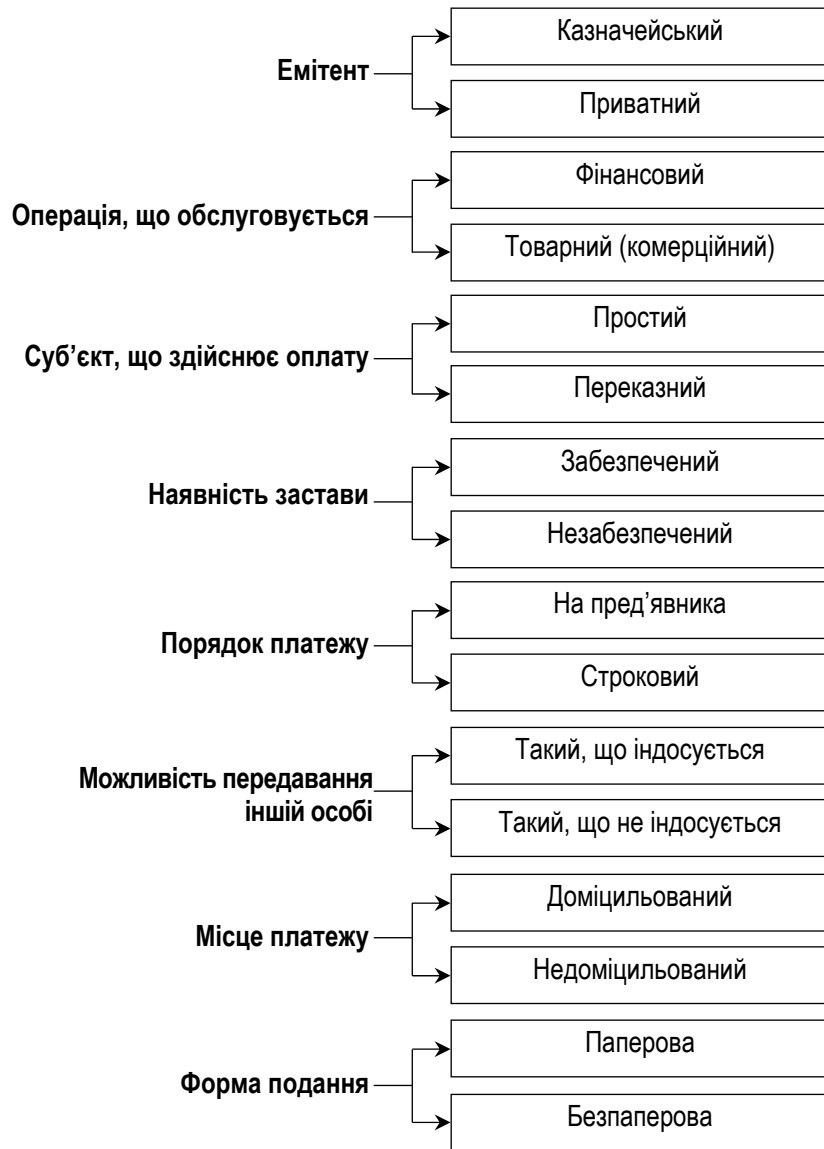 Емітент
Казначейський
Приватний
Операція, що обслуговується
Фінансовий
Товарний (комерційний)
Суб’єкт, що здійснює оплату
Простий
Переказний
Наявність застави
Забезпечений
Незабезпечений
Порядок платежу
На пред’явника
Строковий
Можливість передавання
іншій особі
Такий, що індосується
Такий, що не індосується
Місце платежу
Доміцильований
Недоміцильований
Форма подання
Паперова
Безпаперова